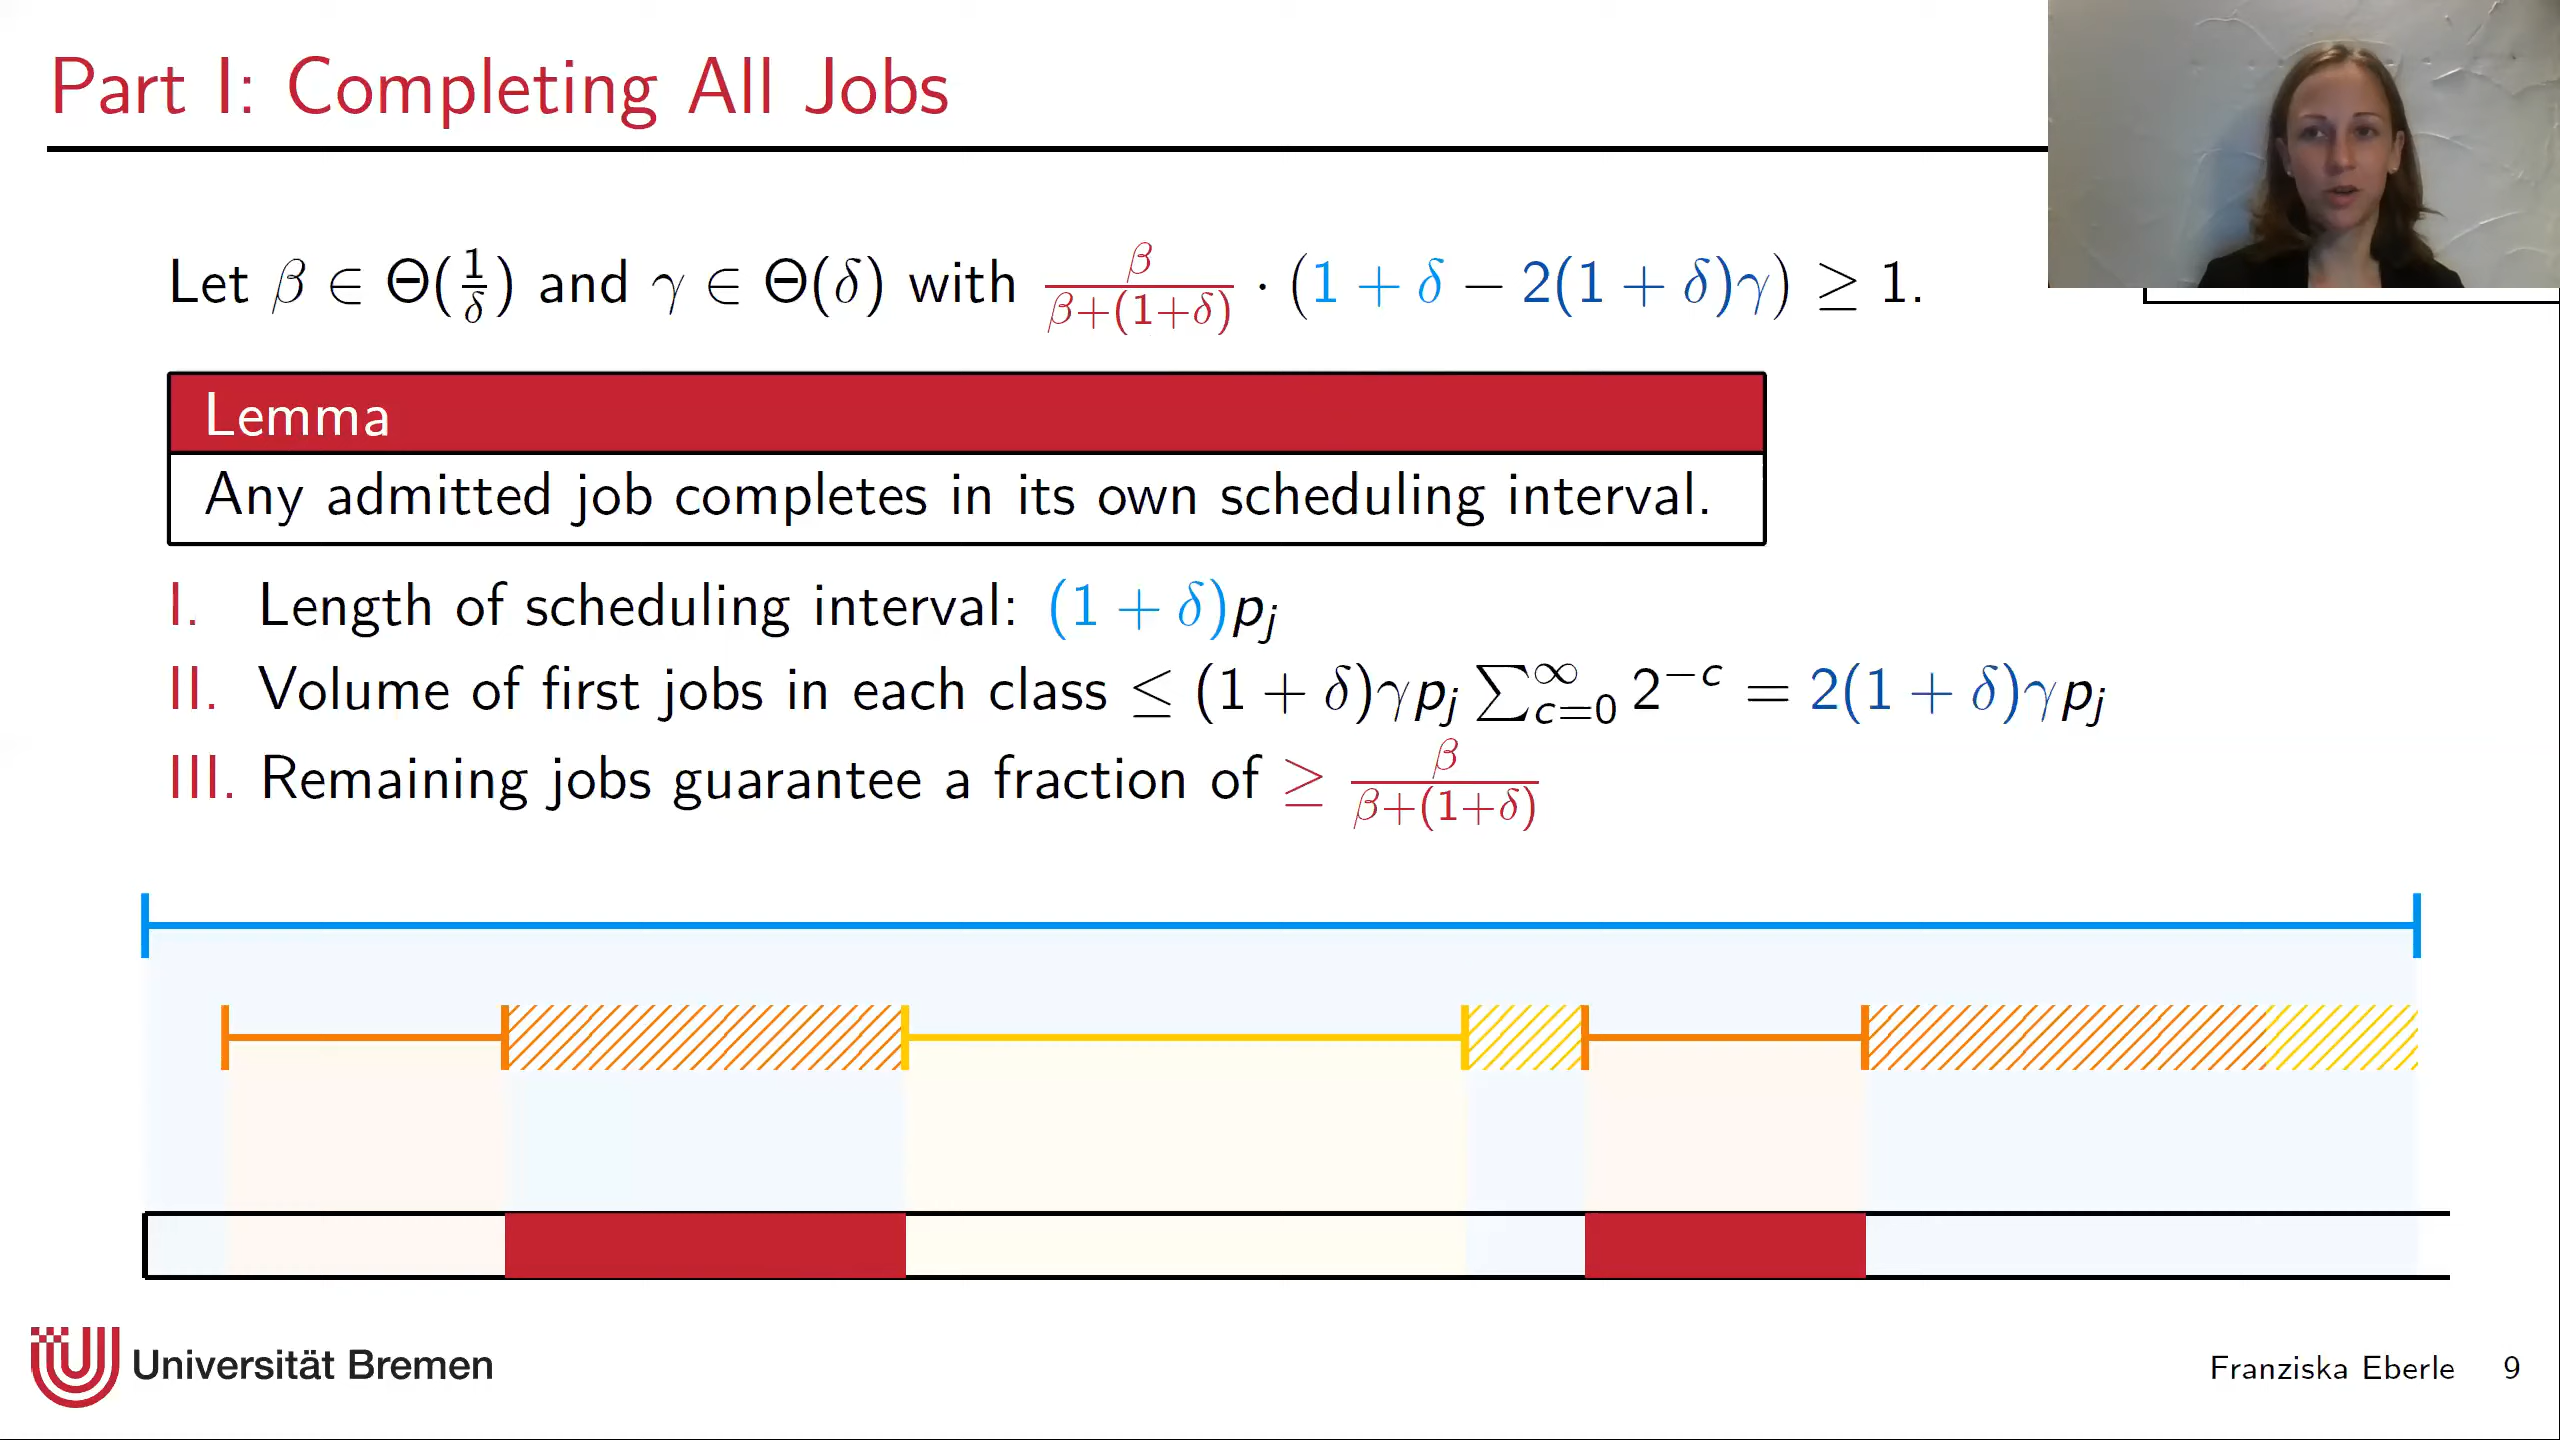 Part I: Completing All Jobs
Let β ∈ Θ(1/δ) and γ ∈ Θ(δ) with β/(β+(1+δ)) · (1 + δ − 2(1 + δ)γ) ≥ 1.
Lemma
Any admitted job completes in its own scheduling interval.
I. Length of scheduling interval: (1 + δ)p_j
II. Volume of first jobs in each class ≤ (1 + δ)γp_j ∑_{c=0}^{∞} 2^{−c} = 2(1 + δ)γp_j
III. Remaining jobs guarantee a fraction of ≥ β/(β+(1+δ))
Universität Bremen
Franziska Eberle 9